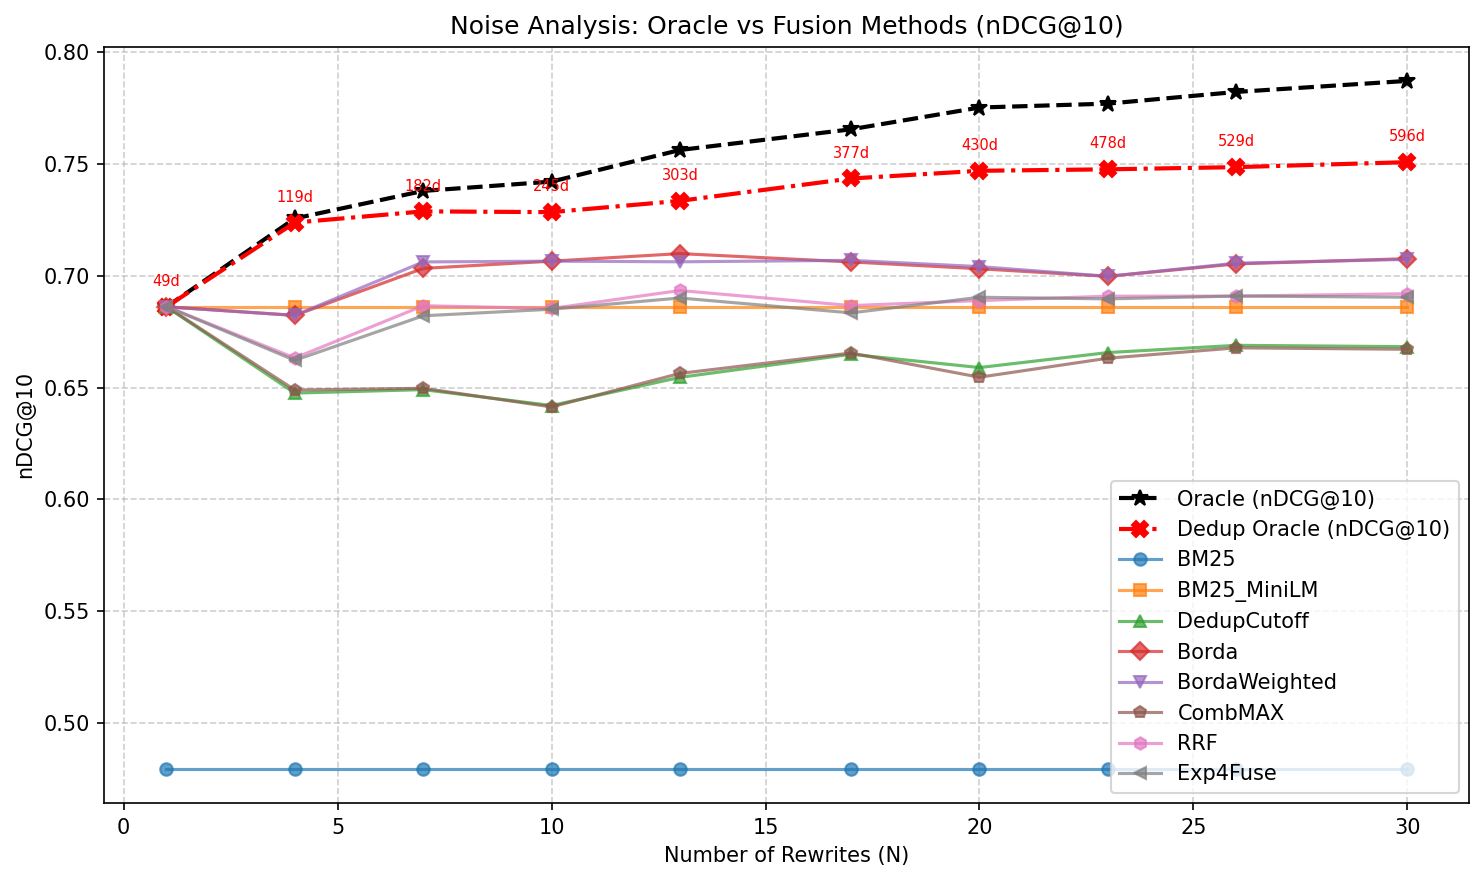 Noise Analysis: Oracle vs Fusion Methods (nDCG@10)
nDCG@10
0.80
0.75
0.70
0.65
0.60
0.55
0.50
49d
119d
182d
303d
377d
430d
478d
529d
596d
Oracle (nDCG@10)
Dedup Oracle (nDCG@10)
BM25
BM25_MiniLM
DedupCutoff
Borda
BordaWeighted
CombMAX
RRF
Exp4Fuse
0
5
10
15
20
25
30
Number of Rewrites (N)